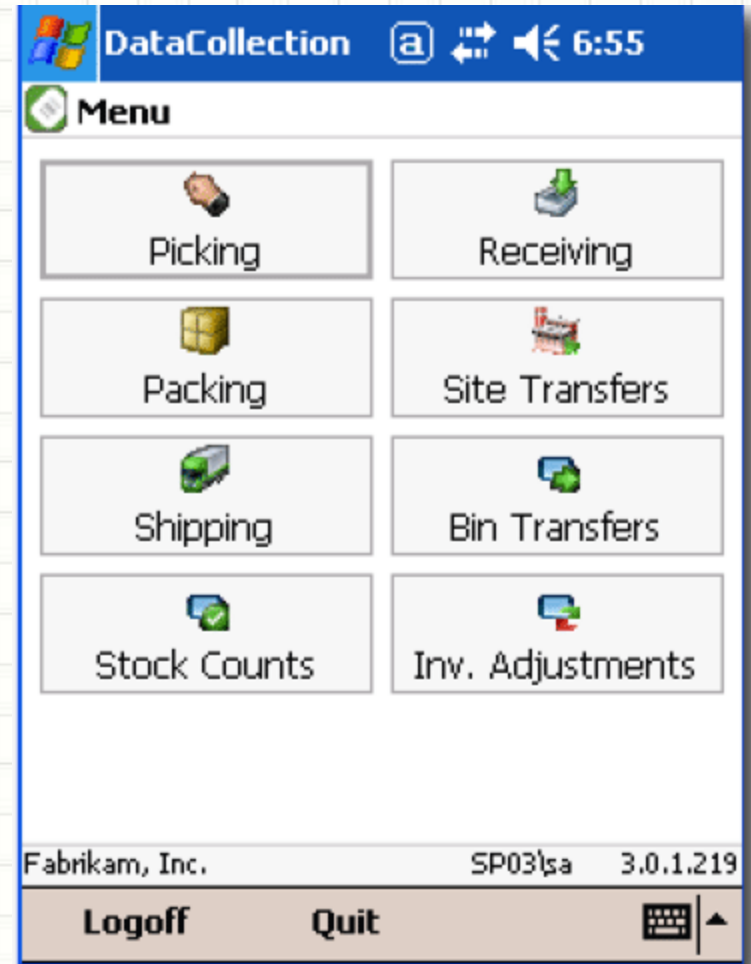 DataCollection a 6:55
Menu
Picking Receiving
Packing Site Transfers
Shipping Bin Transfers
Stock Counts Inv. Adjustments
Fabrikam, Inc. SP03\sa 3.0.1.219
Logoff Quit